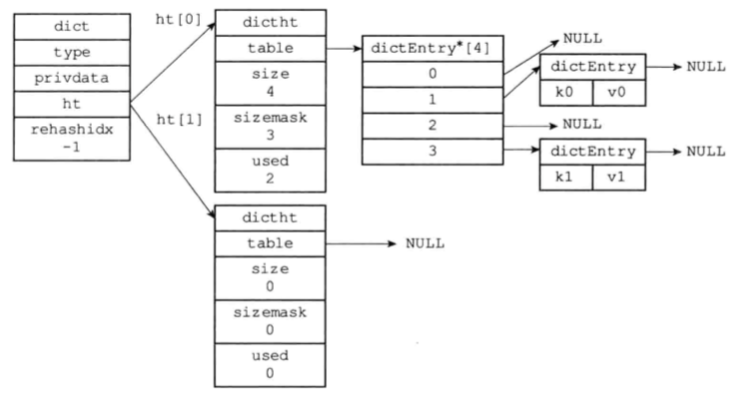 dict
type
privdata
ht
rehashidx
-1
ht[0]
ht[1]
dictht
table
size
4
sizemask
3
used
2
dictEntry*[4]
0
1
2
3
NULL
dictEntry
NULL
k0 v0
NULL
dictEntry
NULL
k1 v1
dictht
table
NULL
size
0
sizemask
0
used
0